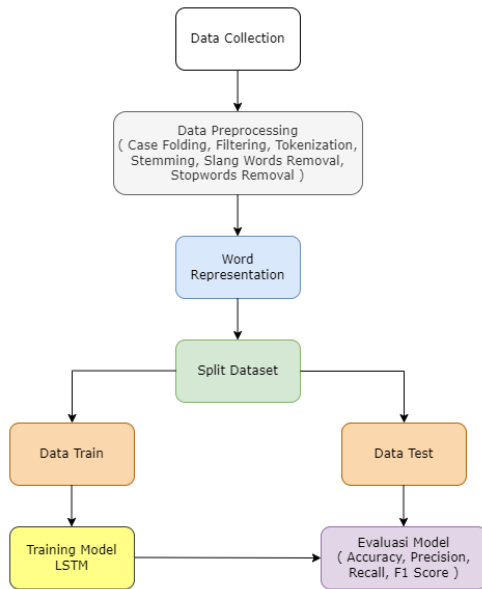 Data Collection
Data Preprocessing
( Case Folding, Filtering, Tokenization,
Stemming, Slang Words Removal,
Stopwords Removal )
Word
Representation
Split Dataset
Data Train
Data Test
Training Model
LSTM
Evaluasi Model
( Accuracy, Precision,
Recall, F1 Score )